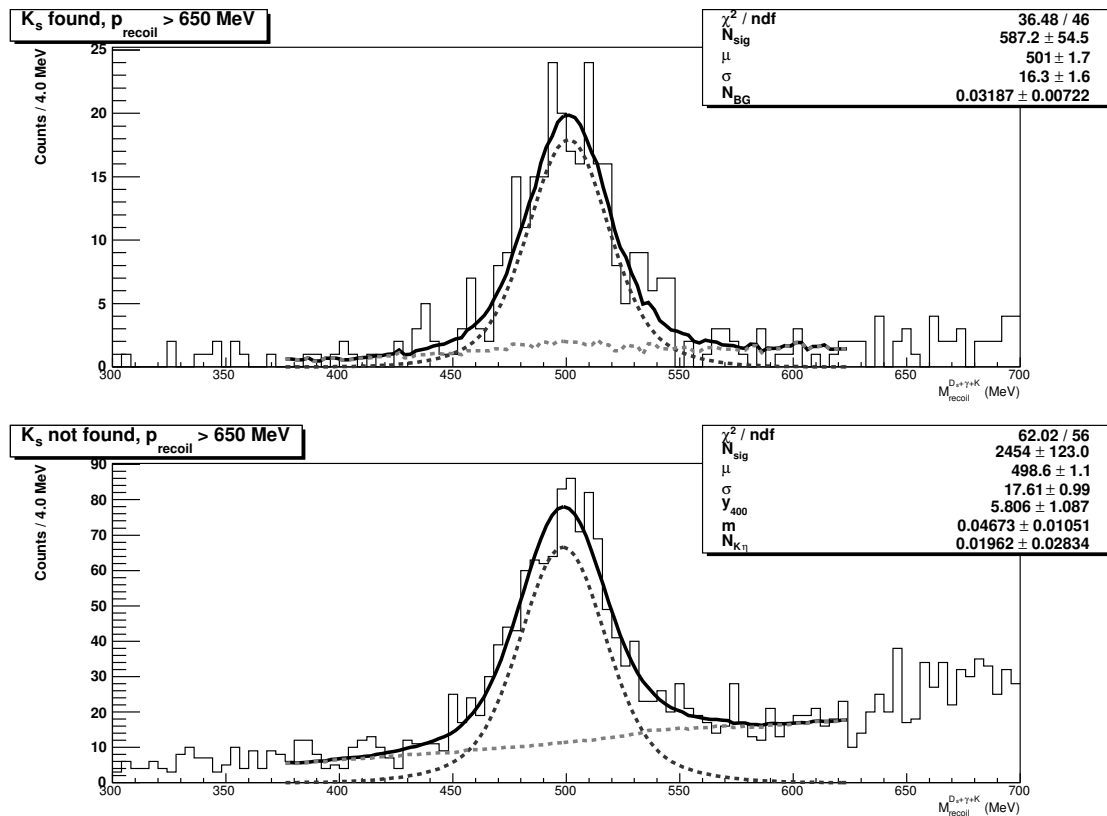 K_s found, p_recoil > 650 MeV
χ² / ndf 36.48 / 46
N_sig 587.2 ± 54.5
μ 501 ± 1.7
σ 16.3 ± 1.6
N_BG 0.03187 ± 0.00722
Counts / 4.0 MeV
25
20
15
10
5
0
300 350 400 450 500 550 600 650 700
M_recoil^{D_s+γ+K} (MeV)
K_s not found, p_recoil > 650 MeV
χ² / ndf 62.02 / 56
N_sig 2454 ± 123.0
μ 498.6 ± 1.1
σ 17.61 ± 0.99
y_400 5.806 ± 1.087
m 0.04673 ± 0.01051
N_Kη 0.01962 ± 0.02834
Counts / 4.0 MeV
90
80
70
60
50
40
30
20
10
0
300 350 400 450 500 550 600 650 700
M_recoil^{D_s+γ+K} (MeV)